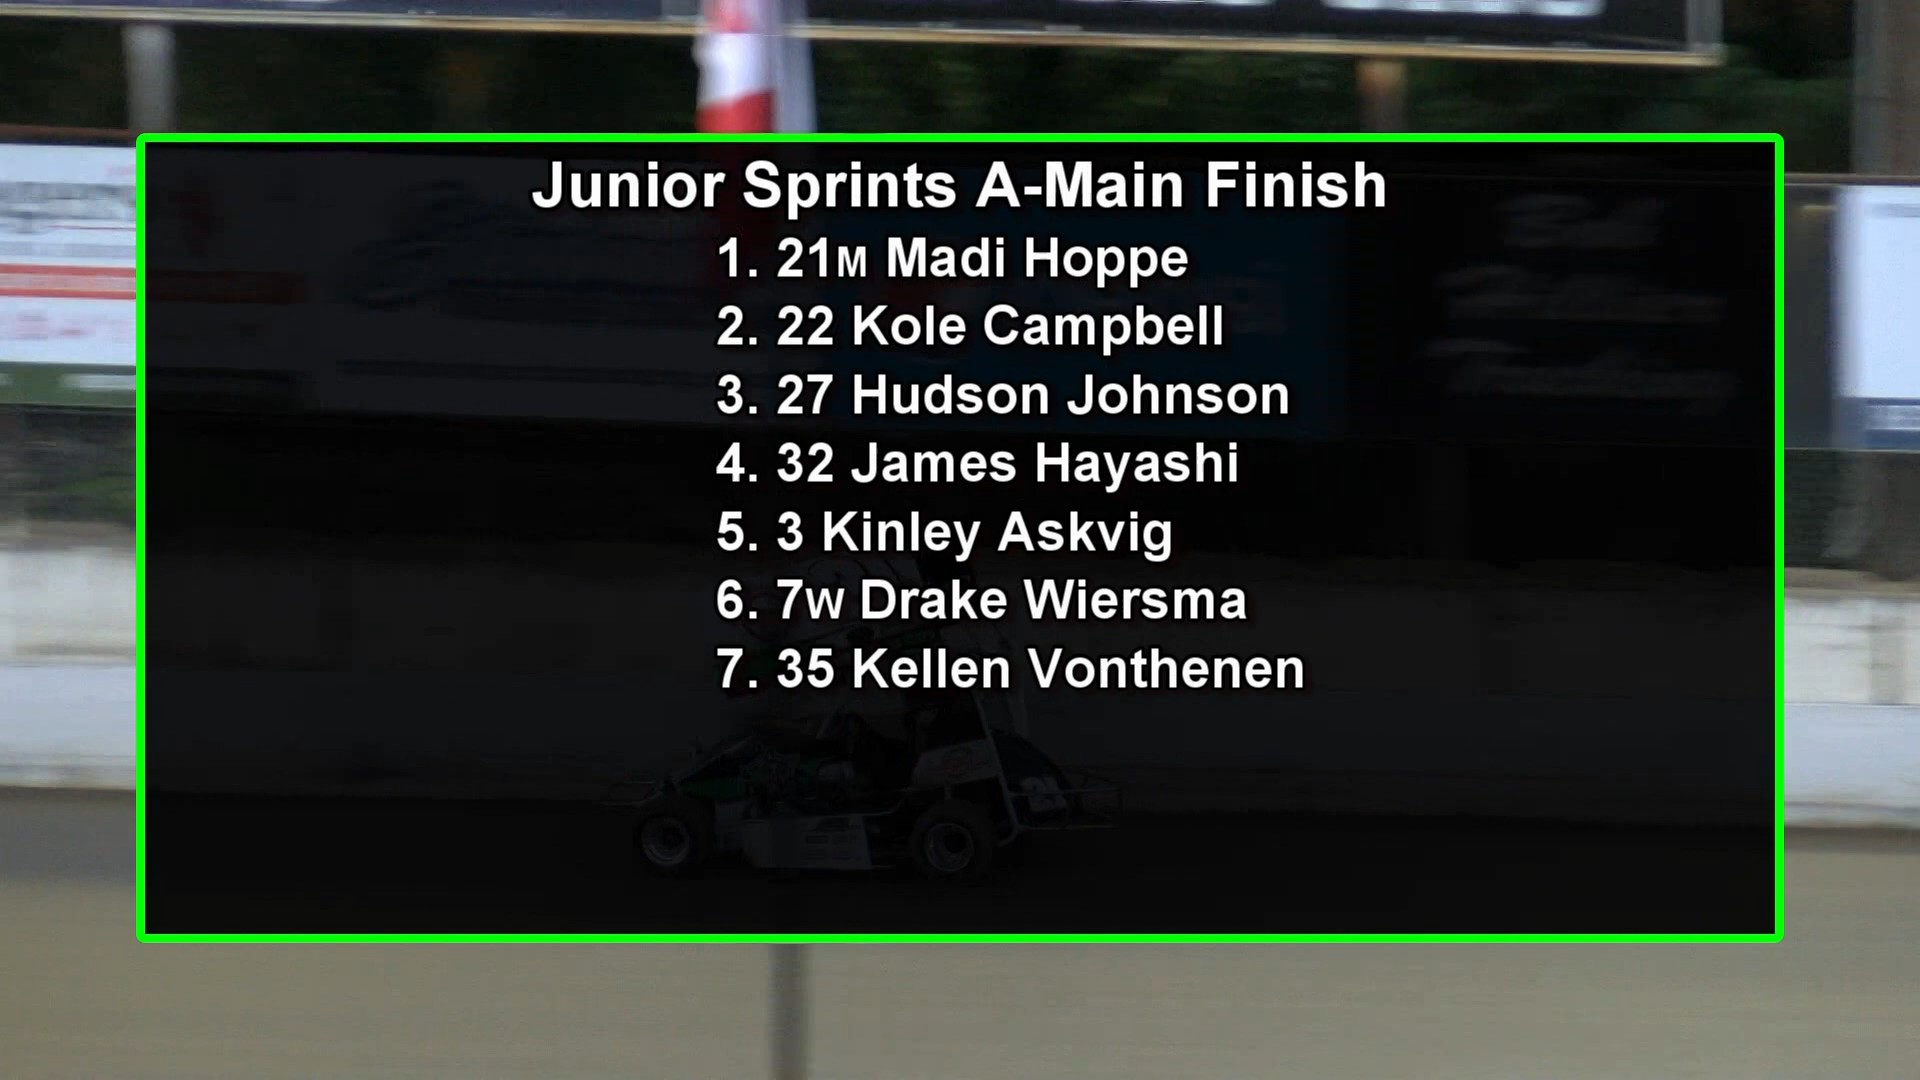 Junior Sprints A-Main Finish
1. 21M Madi Hoppe
2. 22 Kole Campbell
3. 27 Hudson Johnson
4. 32 James Hayashi
5. 3 Kinley Askvig
6. 7W Drake Wiersma
7. 35 Kellen Vonthenen